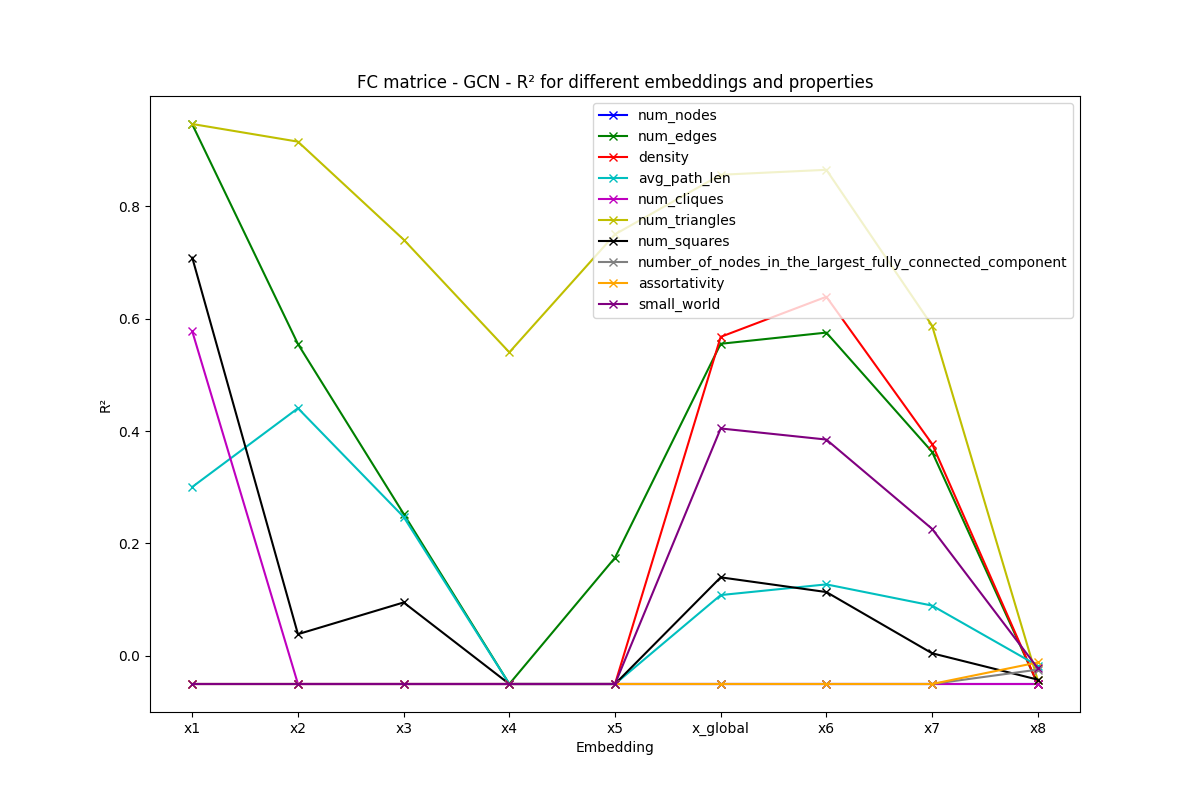 FC matrice - GCN - R² for different embeddings and properties
num_nodes
num_edges
density
avg_path_len
num_cliques
num_triangles
num_squares
number_of_nodes_in_the_largest_fully_connected_component
assortativity
small_world
R²
0.8
0.6
0.4
0.2
0.0
x1 x2 x3 x4 x5 x_global x6 x7 x8
Embedding